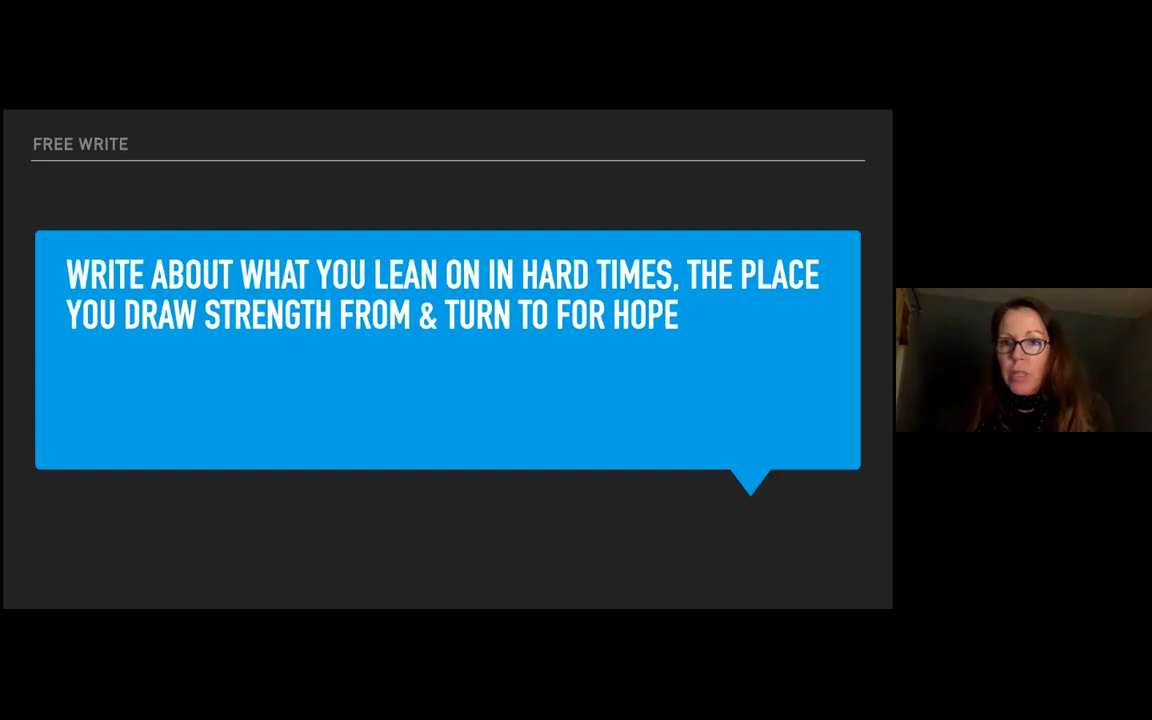 FREE WRITE
WRITE ABOUT WHAT YOU LEAN ON IN HARD TIMES, THE PLACE
YOU DRAW STRENGTH FROM & TURN TO FOR HOPE